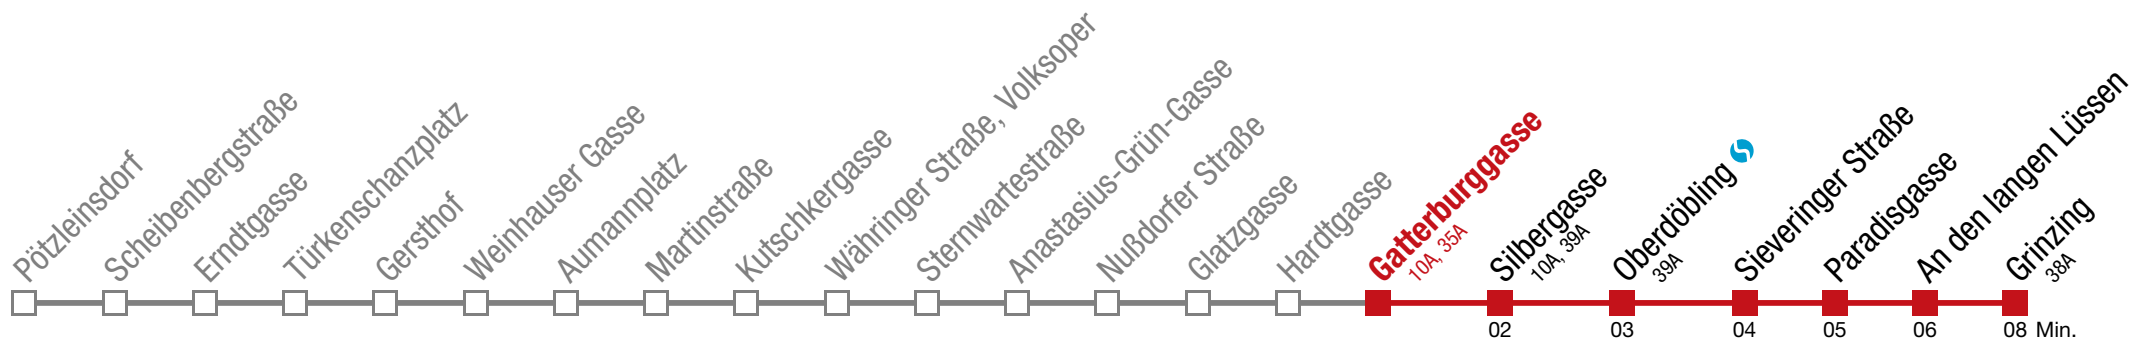 Pötzleinsdorf
Scheibenbergstraße
Erndtgasse
Türkenschanzplatz
Gersthof
Weinhauser Gasse
Aumannplatz
Martinstraße
Kutschkergasse
Währinger Straße, Volksoper
Sternwartestraße
Anastasius-Grün-Gasse
Nußdorfer Straße
Glatzgasse
Hardtgasse
Gatterburggasse
10A, 35A
Silbergasse
10A, 39A
Oberdöbling
39A
Sieveringer Straße
Paradisgasse
An den langen Lüssen
Grinzing
38A
02 03 04 05 06 08 Min.